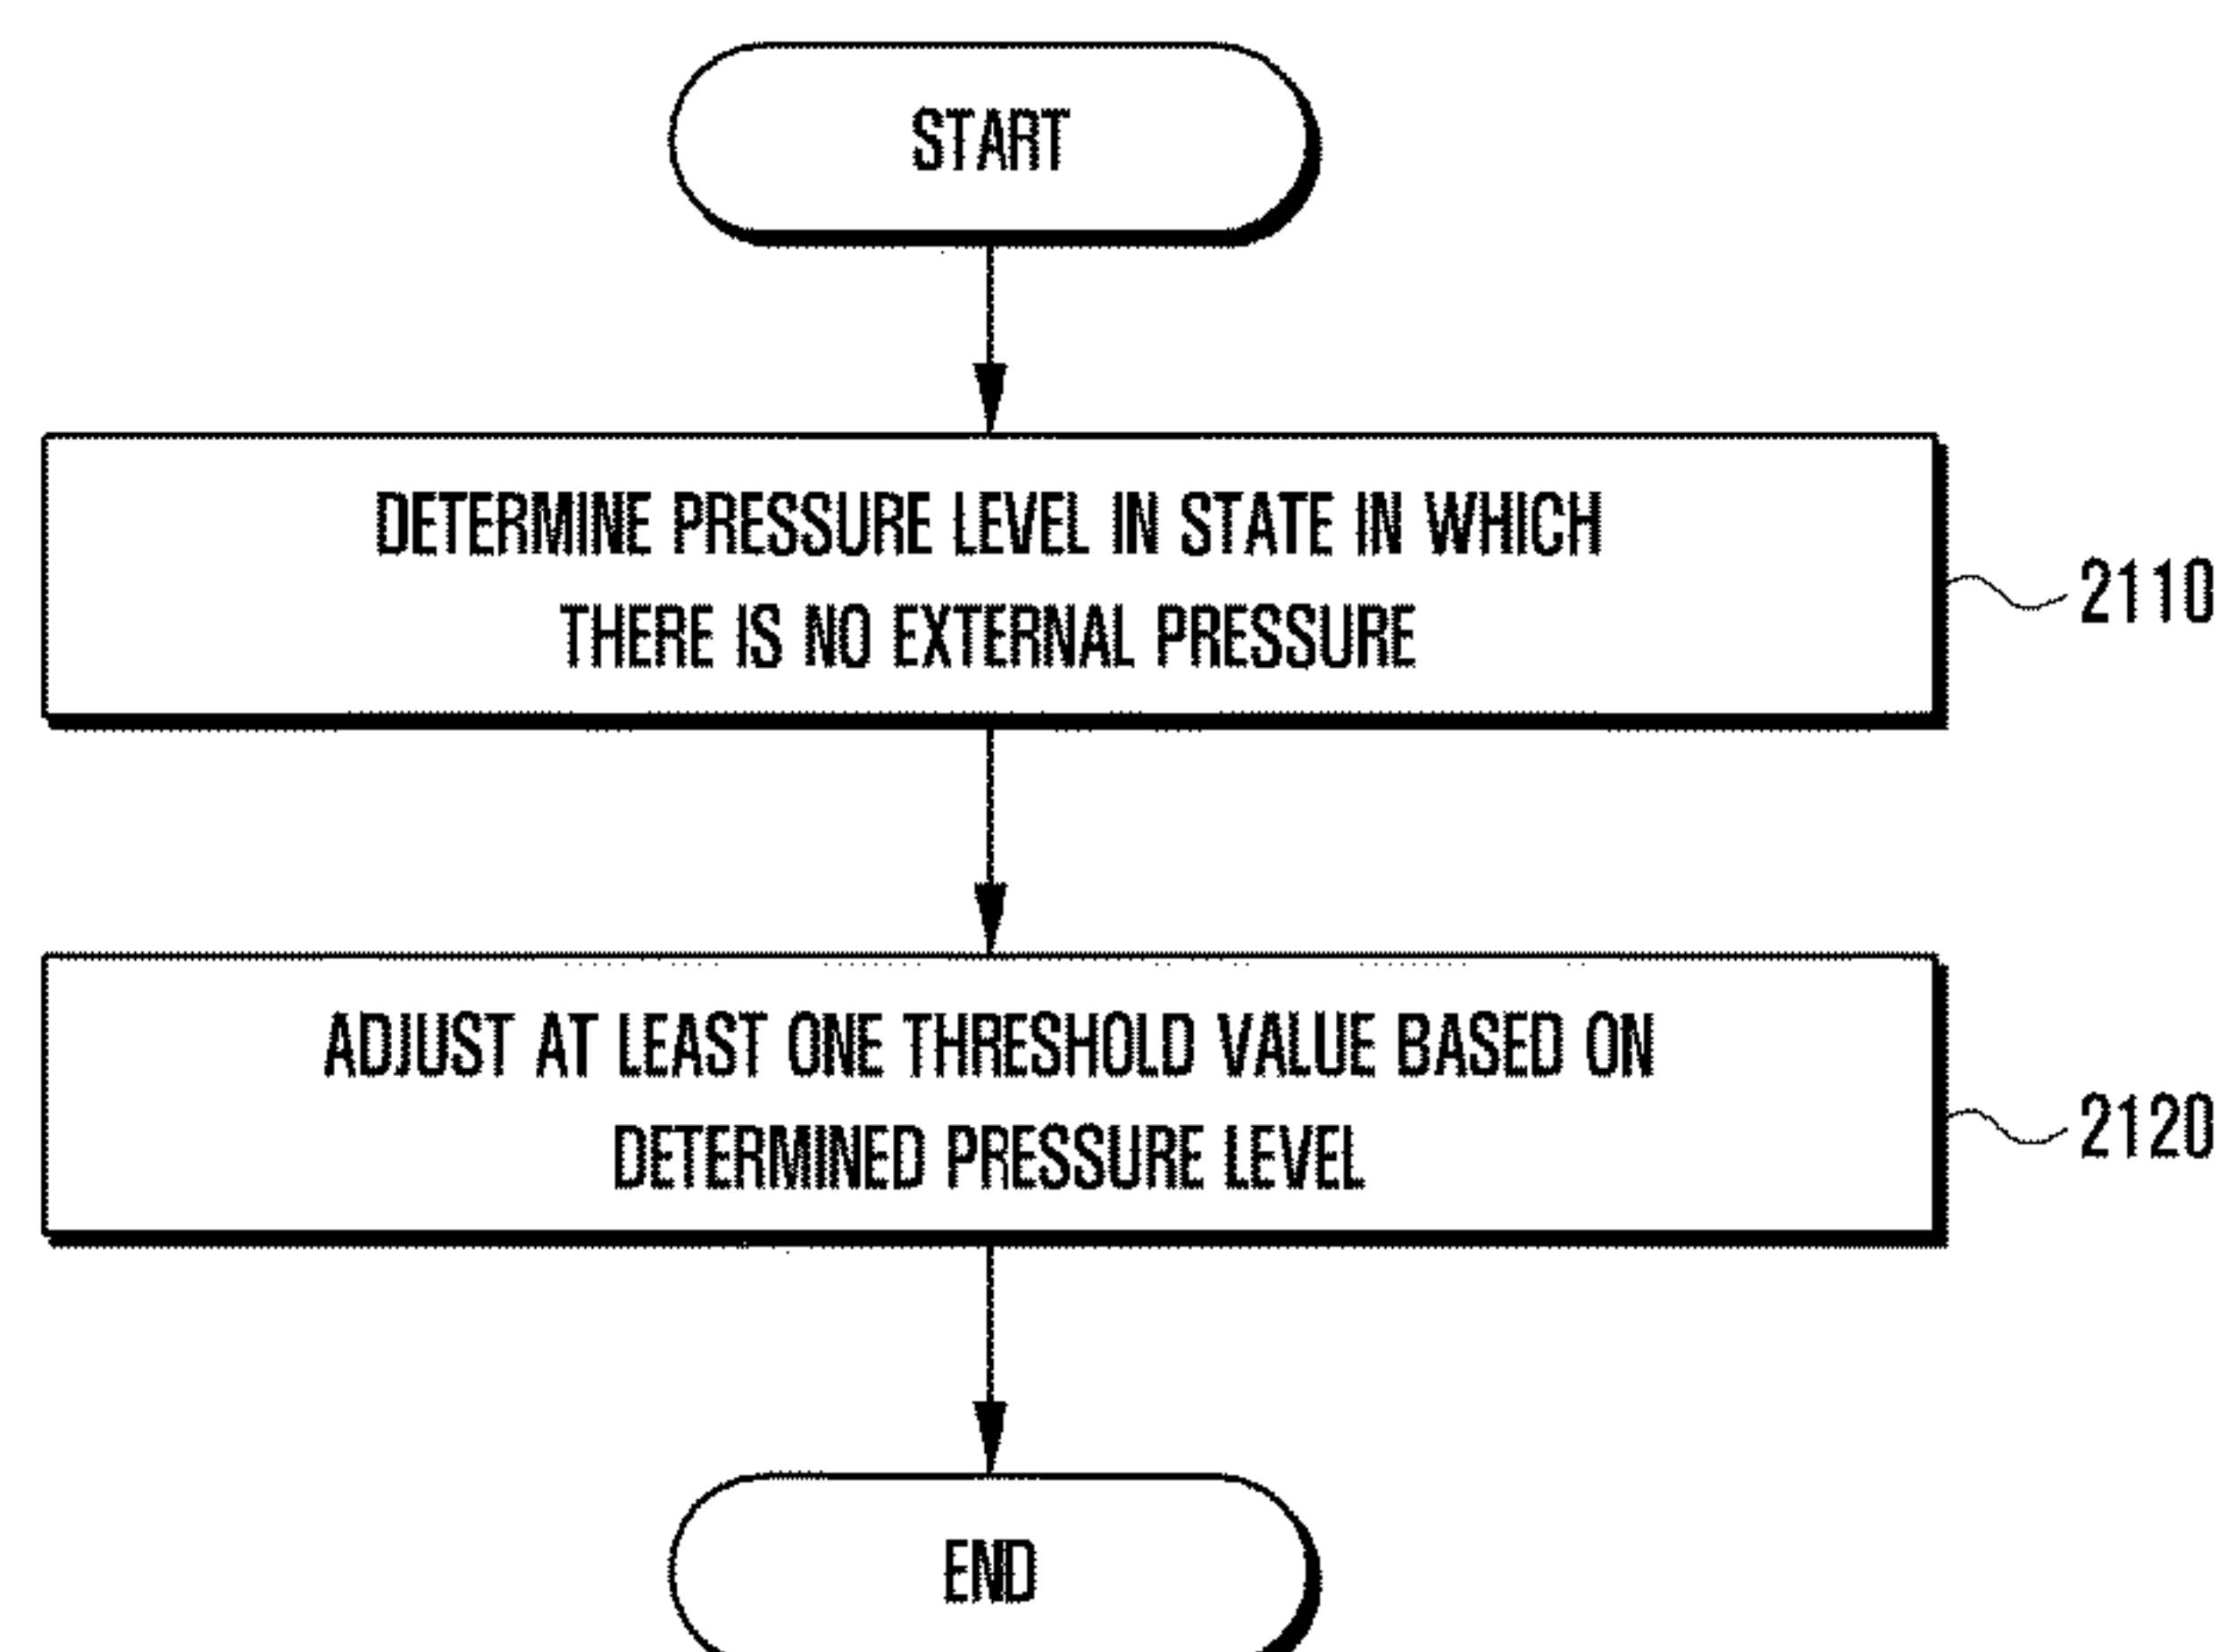 START
DETERMINE PRESSURE LEVEL IN STATE IN WHICH
THERE IS NO EXTERNAL PRESSURE
2110
ADJUST AT LEAST ONE THRESHOLD VALUE BASED ON
DETERMINED PRESSURE LEVEL
2120
END